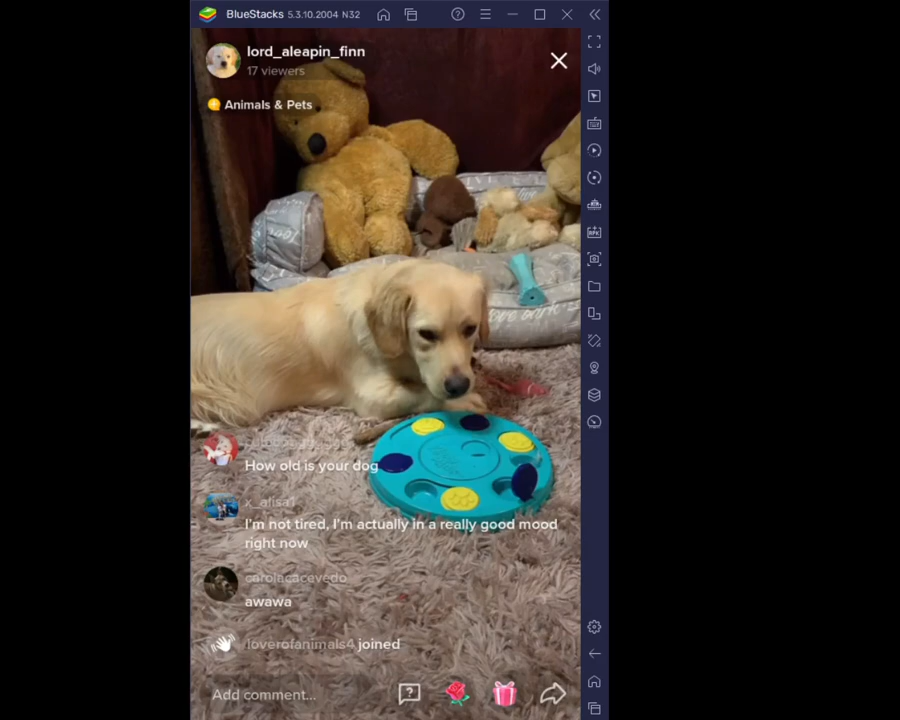 BlueStacks 5.3.10.2004 N32
lord_aleapin_finn
17 viewers
Animals & Pets
How old is your dog
x_alisa1
I'm not tired, I'm actually in a really good mood
right now
carolacacevedo
awawa
loverofanimals4 joined
Add comment...